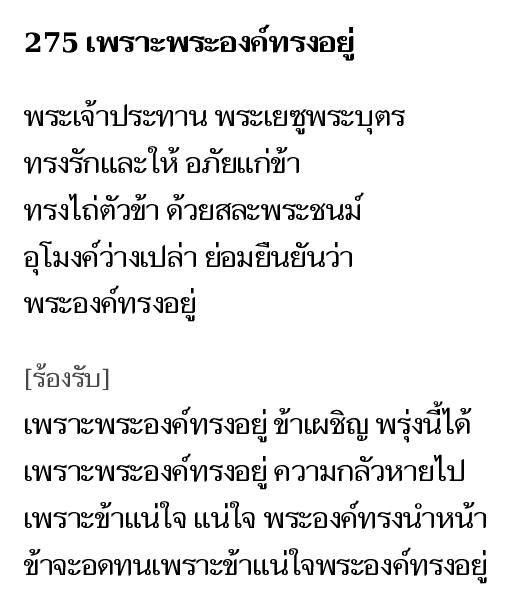 275 เพราะพระองค์ทรงอยู่
พระเจ้าประทาน พระเยซูพระบุตร
ทรงรักและให้ อภัยแก่ข้า
ทรงไถ่ตัวข้า ด้วยสละพระชนม์
อุโมงค์ว่างเปล่า ย่อมยืนยันว่า
พระองค์ทรงอยู่
[ร้องรับ]
เพราะพระองค์ทรงอยู่ ข้าเผชิญ พรุ่งนี้ได้
เพราะพระองค์ทรงอยู่ ความกลัวหายไป
เพราะข้าแน่ใจ แน่ใจ พระองค์ทรงนำหน้า
ข้าจะอดทนเพราะข้าแน่ใจพระองค์ทรงอยู่